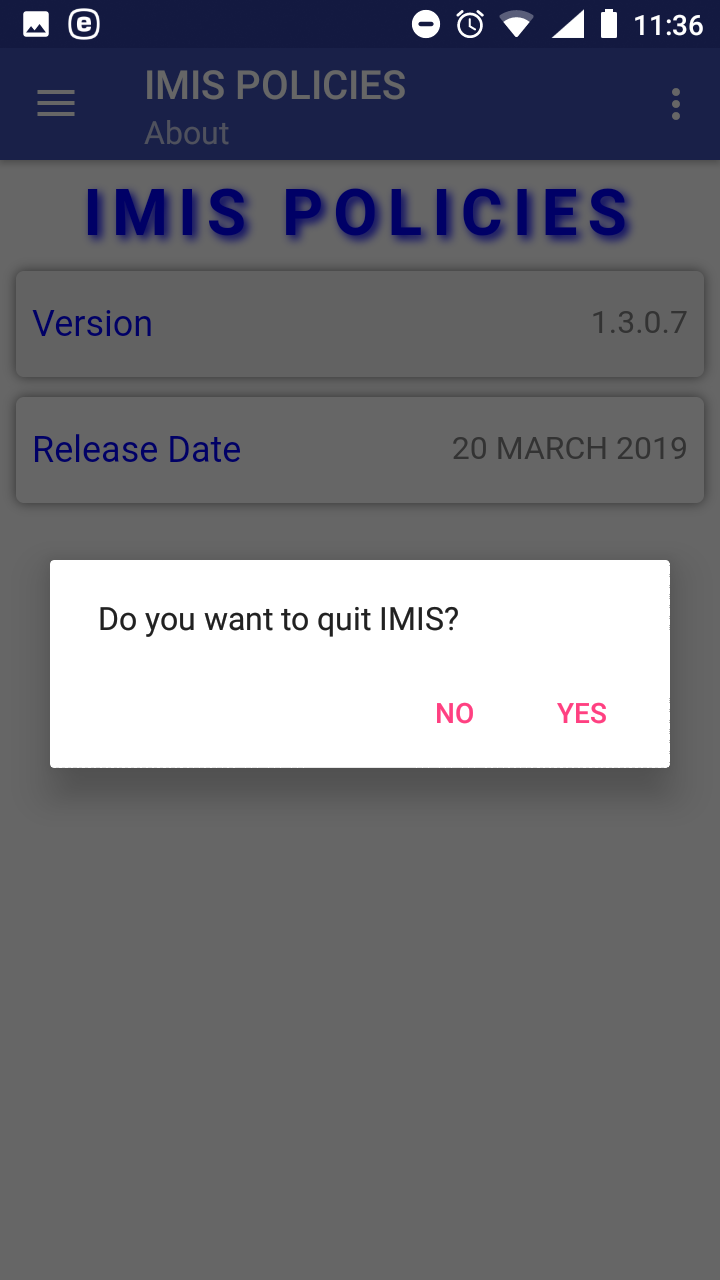 11:36
IMIS POLICIES
About
IMIS POLICIES
Version 1.3.0.7
Release Date 20 MARCH 2019
Do you want to quit IMIS?
NO YES